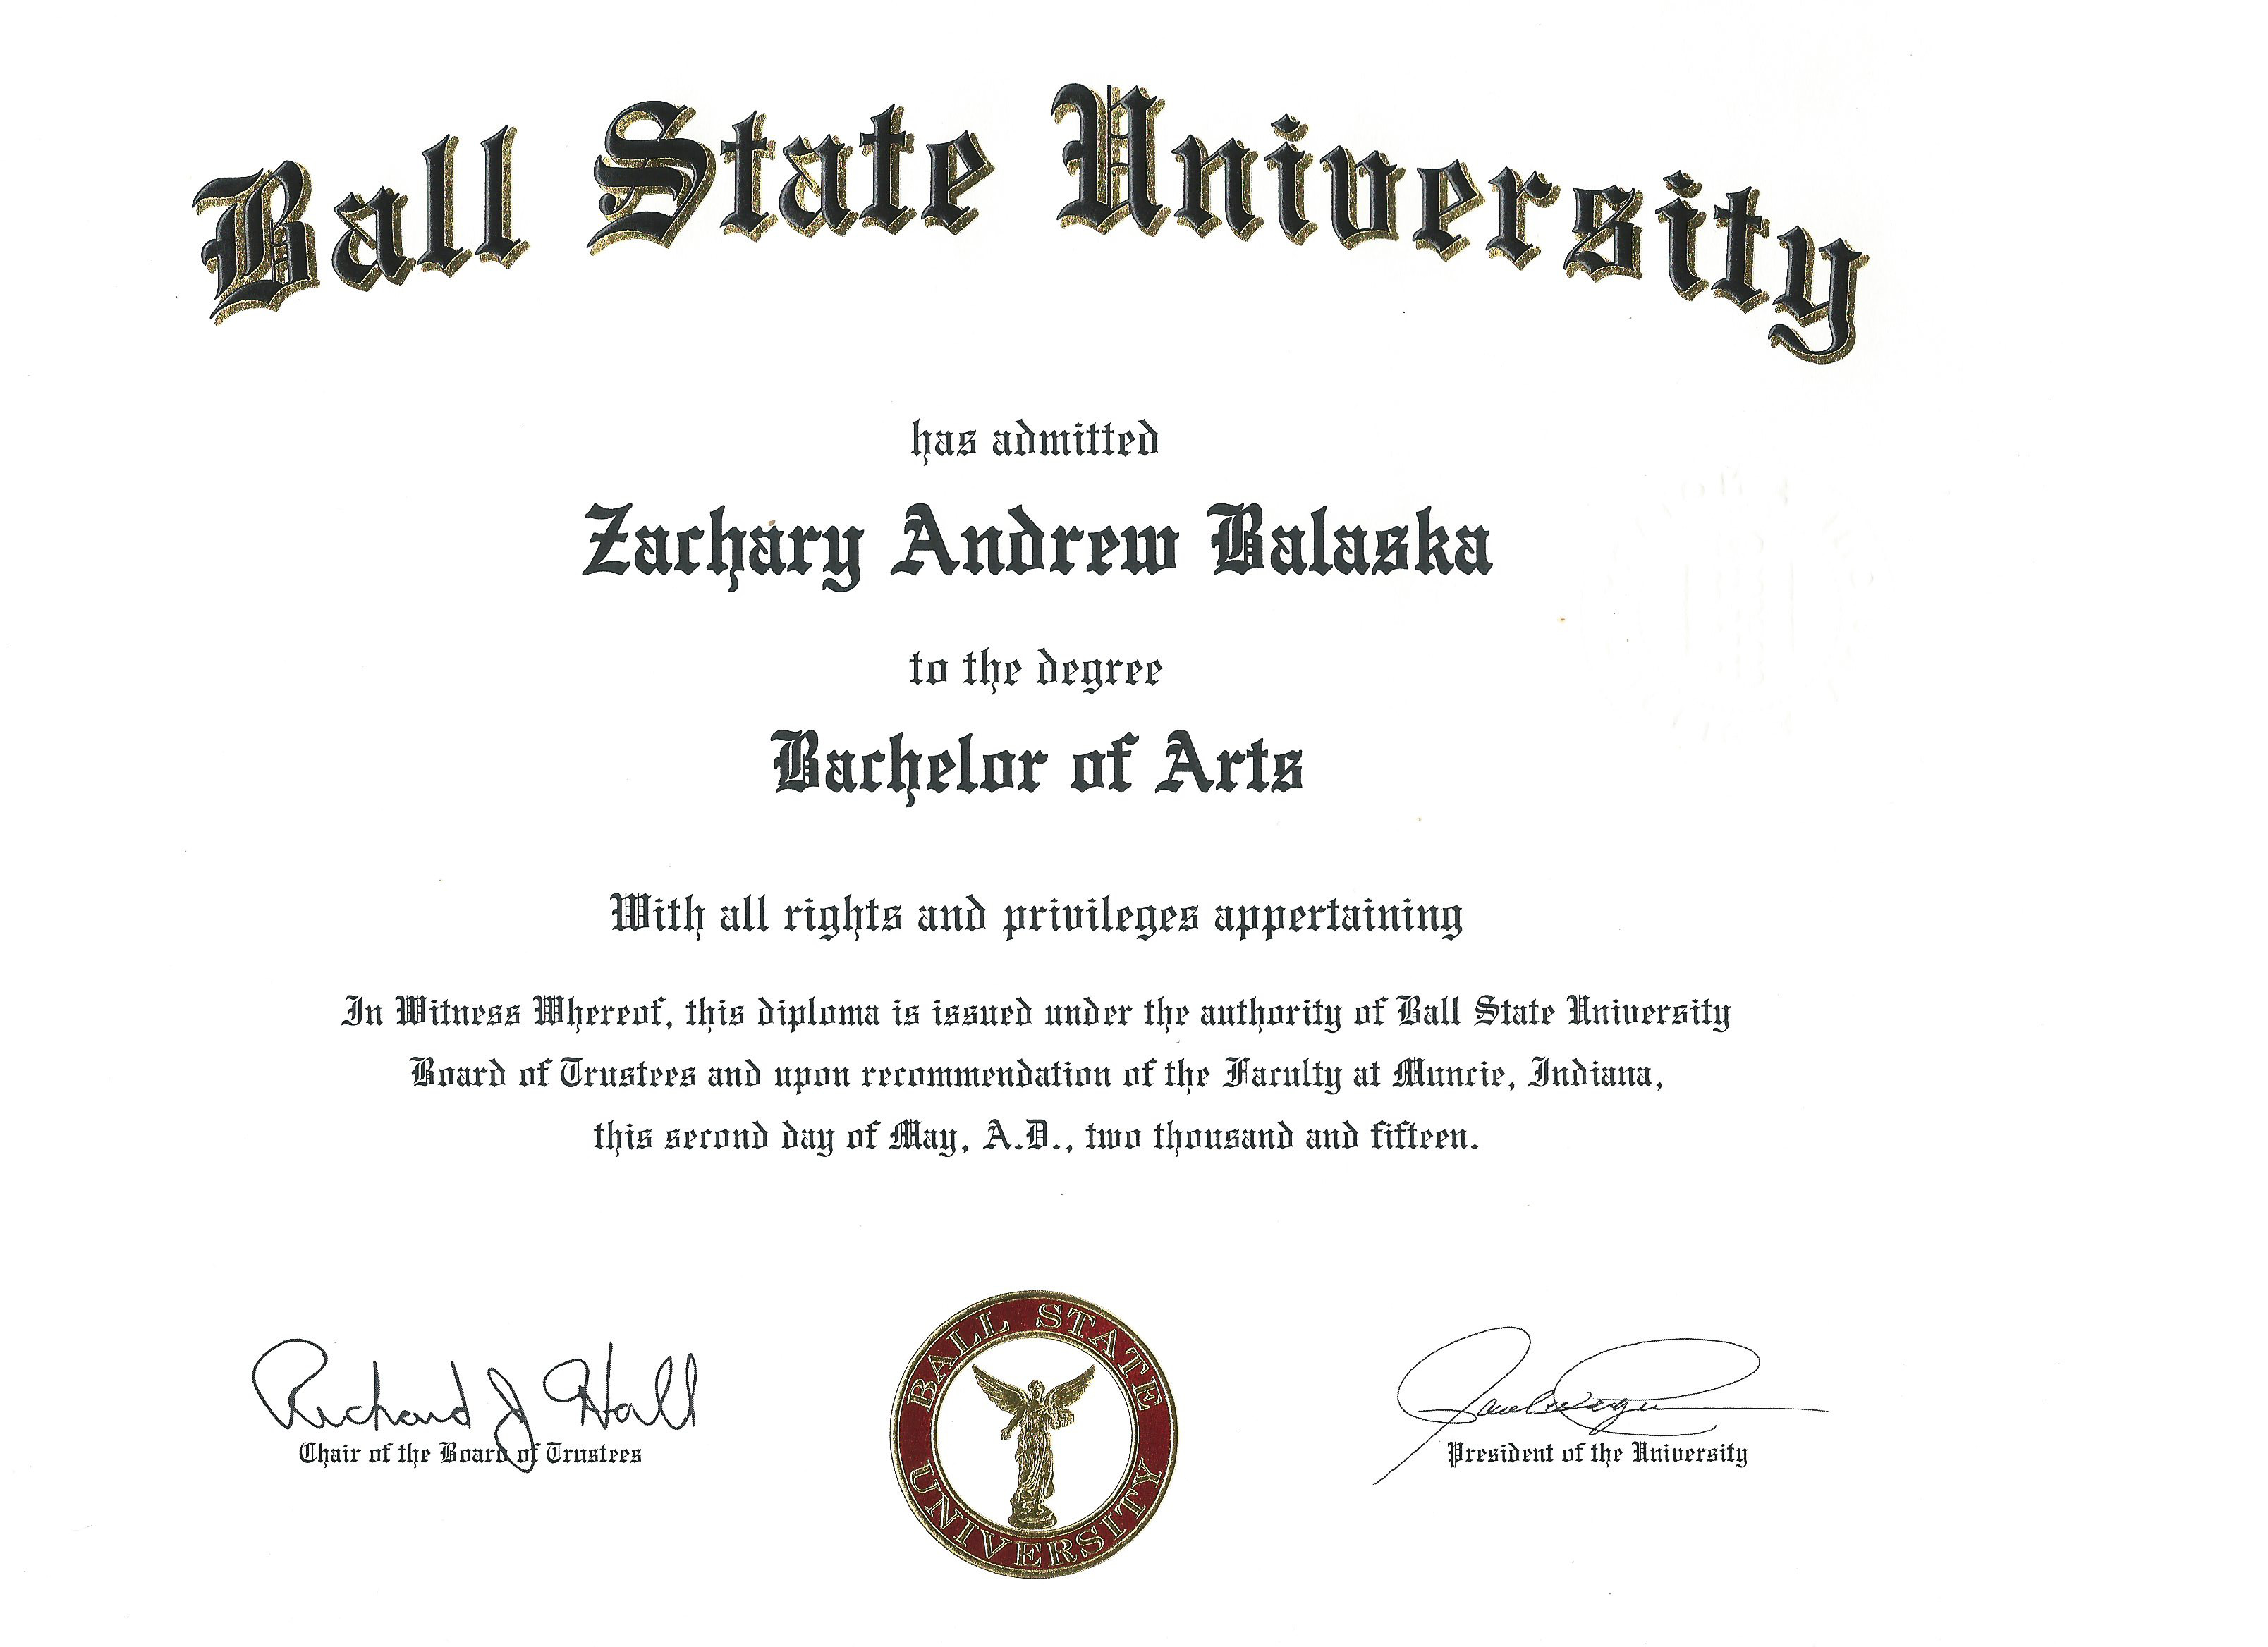 Ball State University
has admitted
Zachary Andrew Balaska
to the degree
Bachelor of Arts
With all rights and privileges appertaining
In Witness Whereof, this diploma is issued under the authority of Ball State University
Board of Trustees and upon recommendation of the Faculty at Muncie, Indiana,
this second day of May, A.D., two thousand and fifteen.
Richard J Hall
Chair of the Board of Trustees
BALL STATE
UNIVERSITY
President of the University